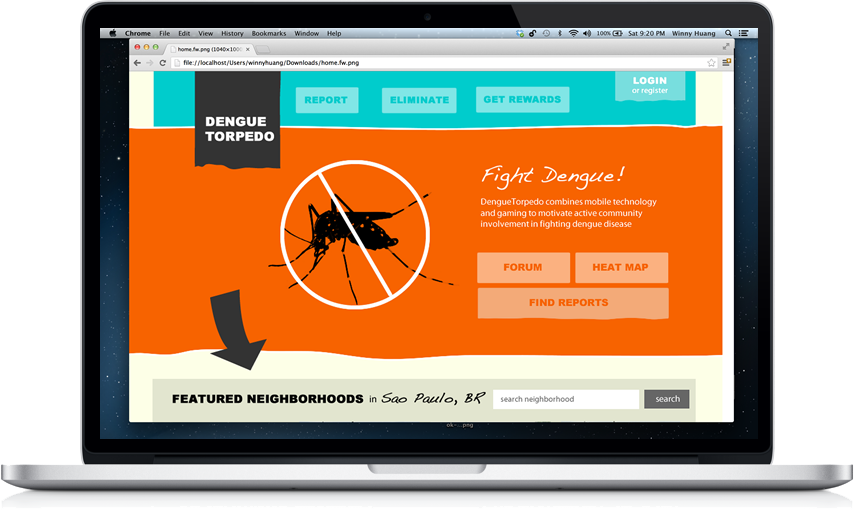 Chrome File Edit View History Bookmarks Window Help
100% Sat 9:20 PM Winny Huang
home.fw.png (1040×1000)
file://localhost/Users/winnyhuang/Downloads/home.fw.png
LOGIN
or register
REPORT ELIMINATE GET REWARDS
DENGUE
TORPEDO
Fight Dengue!
DengueTorpedo combines mobile technology
and gaming to motivate active community
involvement in fighting dengue disease
FORUM HEAT MAP
FIND REPORTS
FEATURED NEIGHBORHOODS in Sao Paulo, BR search neighborhood search
ok-...png